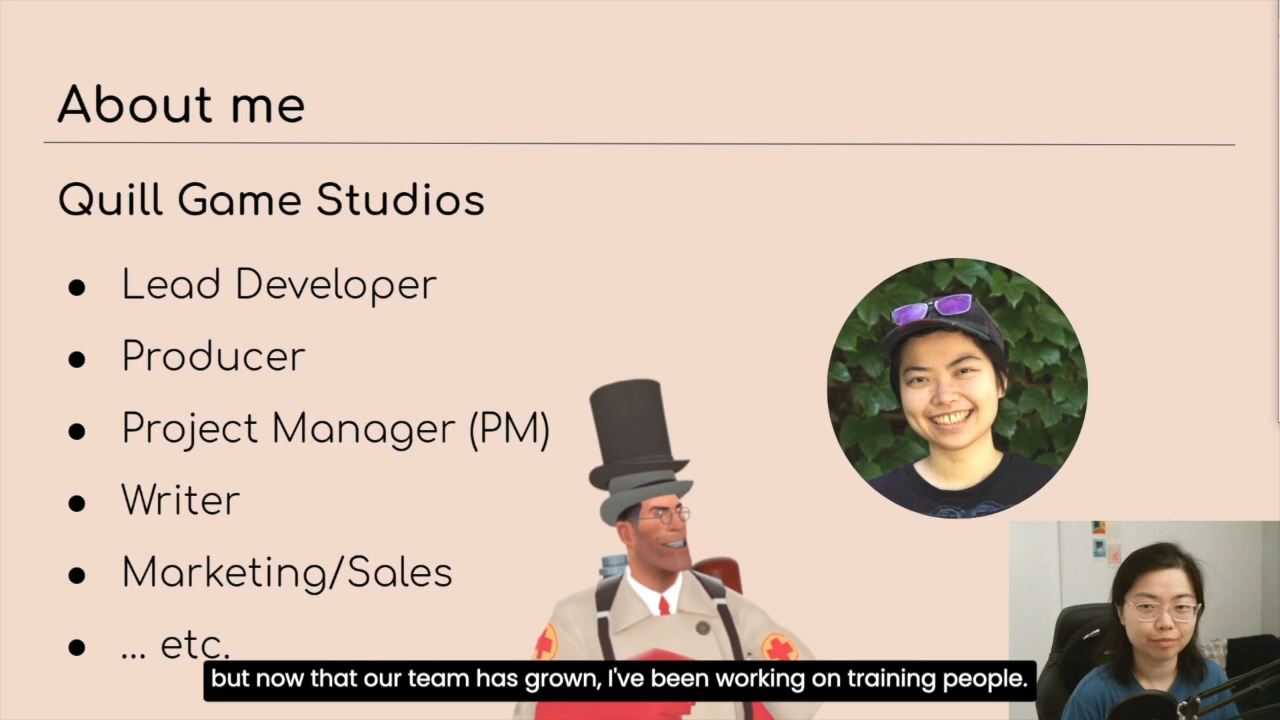 About me
Quill Game Studios
● Lead Developer
● Producer
● Project Manager (PM)
● Writer
● Marketing/Sales
● ... etc.
but now that our team has grown, I've been working on training people.